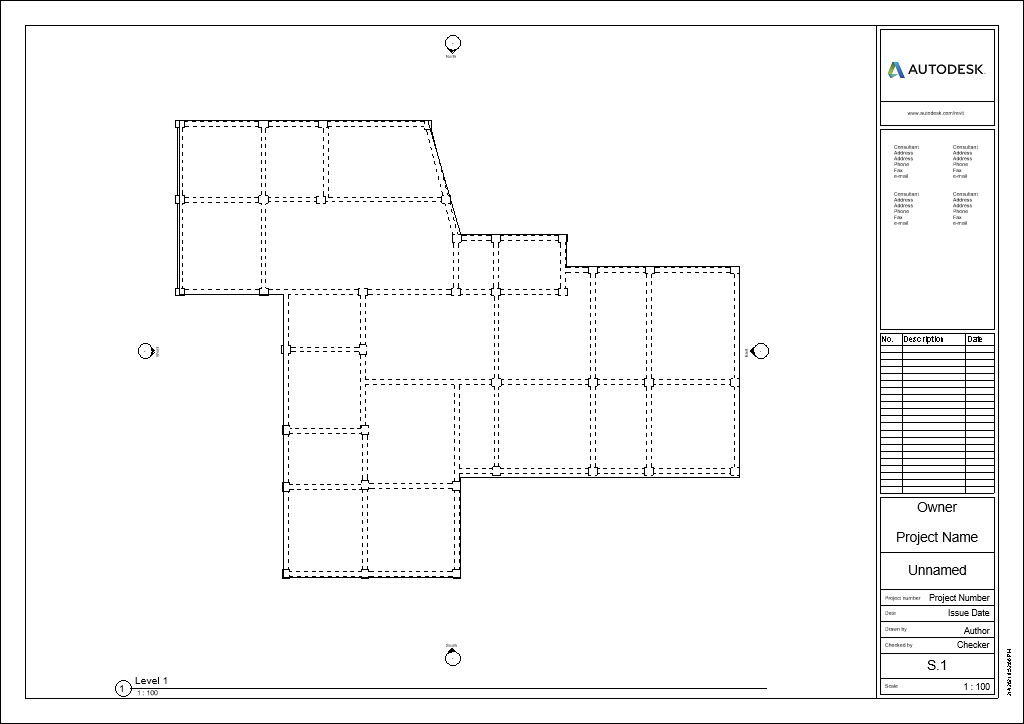 North
AUTODESK.
www.autodesk.com/revit
Consultant Consultant
Address Address
Address Address
Phone Phone
Fax Fax
e-mail e-mail
Consultant Consultant
Address Address
Address Address
Phone Phone
Fax Fax
e-mail e-mail
No. Description Date
East
Owner
Project Name
Unnamed
Project number Project Number
Date Issue Date
Drawn by Author
Checked by Checker
South
S.1
Scale 1 : 100
1 Level 1
1 : 100